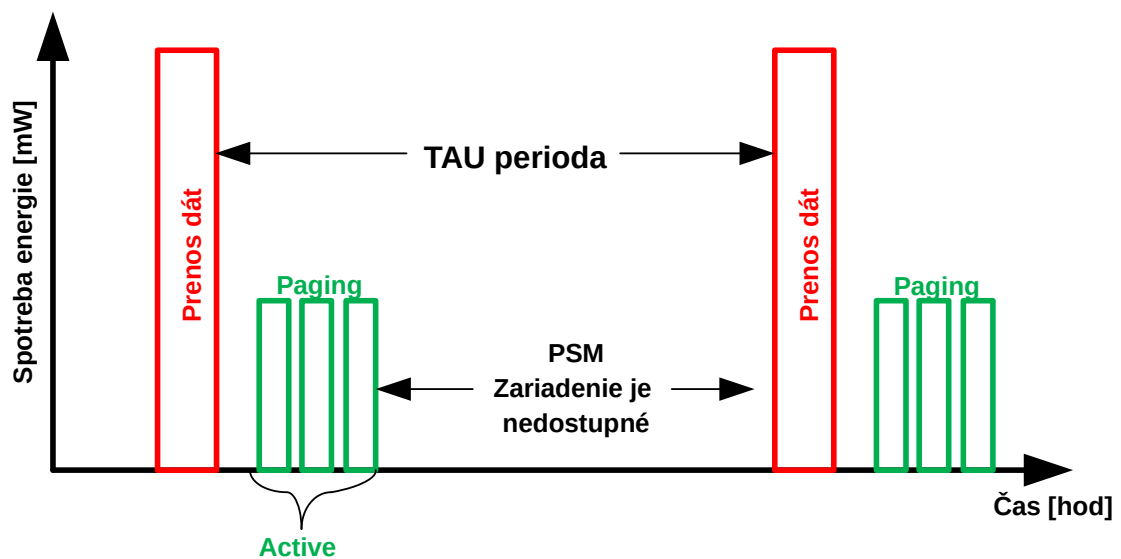 Spotreba energie [mW]
Prenos dát
TAU perioda
Prenos dát
Paging
Paging
PSM
Zariadenie je
nedostupné
Čas [hod]
Active